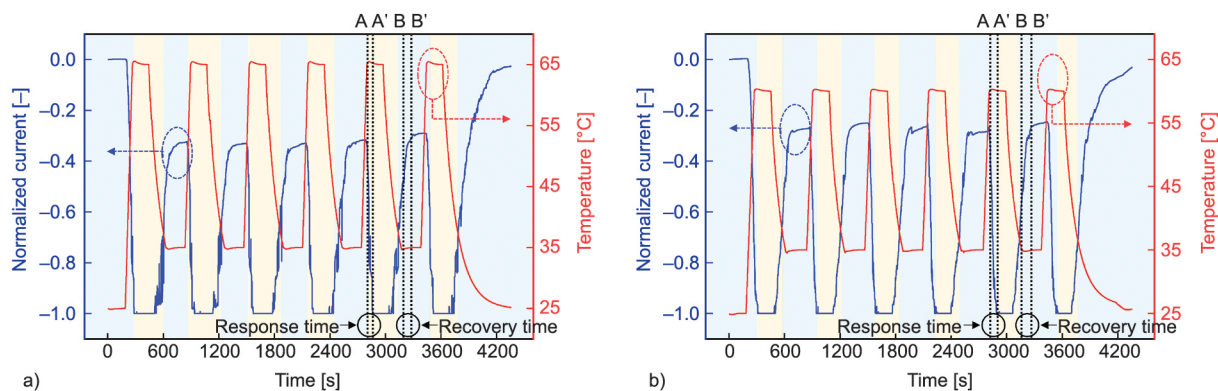 A A' B B'
0.0
−0.2
−0.4
−0.6
−0.8
−1.0
Normalized current [–]
65
55
45
35
25
Temperature [°C]
Response time
Recovery time
0 600 1200 1800 2400 3000 3600 4200
Time [s]
a)
A A' B B'
0.0
−0.2
−0.4
−0.6
−0.8
−1.0
Normalized current [–]
65
55
45
35
25
Temperature [°C]
Response time
Recovery time
0 600 1200 1800 2400 3000 3600 4200
Time [s]
b)